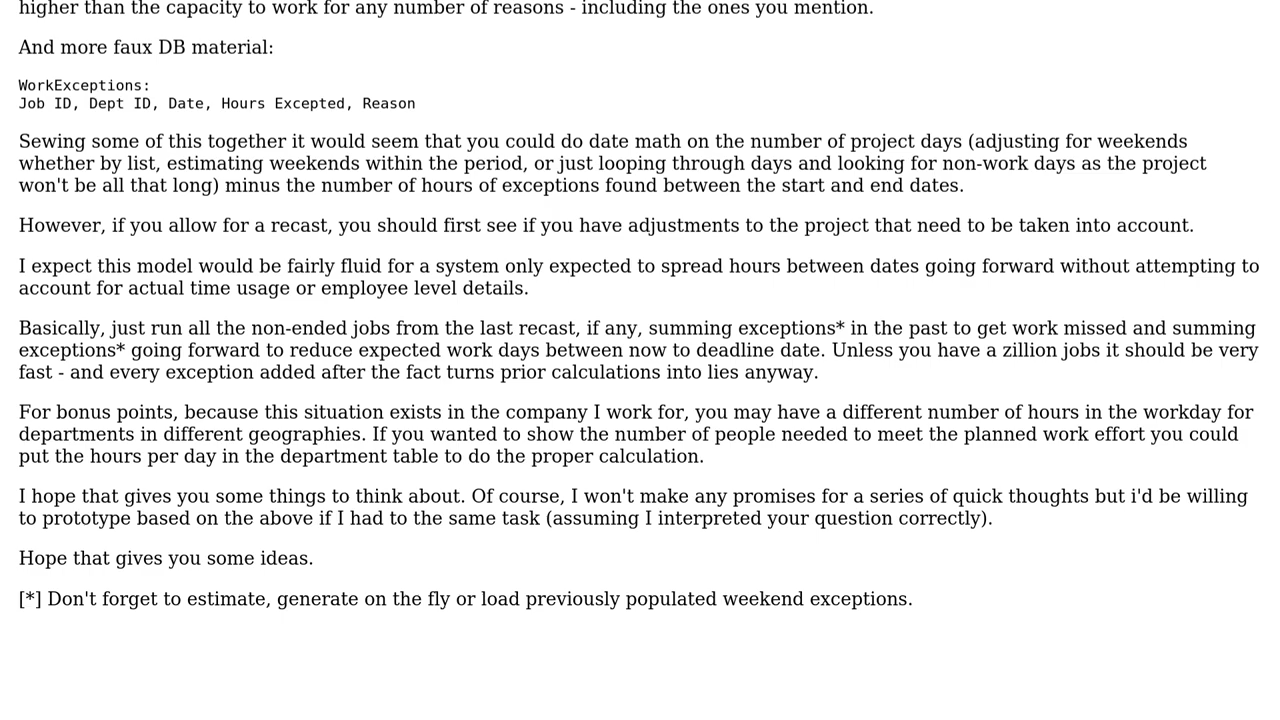 higher than the capacity to work for any number of reasons - including the ones you mention.
And more faux DB material:
WorkExceptions:
Job ID, Dept ID, Date, Hours Excepted, Reason
Sewing some of this together it would seem that you could do date math on the number of project days (adjusting for weekends
whether by list, estimating weekends within the period, or just looping through days and looking for non-work days as the project
won't be all that long) minus the number of hours of exceptions found between the start and end dates.
However, if you allow for a recast, you should first see if you have adjustments to the project that need to be taken into account.
I expect this model would be fairly fluid for a system only expected to spread hours between dates going forward without attempting to
account for actual time usage or employee level details.
Basically, just run all the non-ended jobs from the last recast, if any, summing exceptions* in the past to get work missed and summing
exceptions* going forward to reduce expected work days between now to deadline date. Unless you have a zillion jobs it should be very
fast - and every exception added after the fact turns prior calculations into lies anyway.
For bonus points, because this situation exists in the company I work for, you may have a different number of hours in the workday for
departments in different geographies. If you wanted to show the number of people needed to meet the planned work effort you could
put the hours per day in the department table to do the proper calculation.
I hope that gives you some things to think about. Of course, I won't make any promises for a series of quick thoughts but i'd be willing
to prototype based on the above if I had to the same task (assuming I interpreted your question correctly).
Hope that gives you some ideas.
[*] Don't forget to estimate, generate on the fly or load previously populated weekend exceptions.